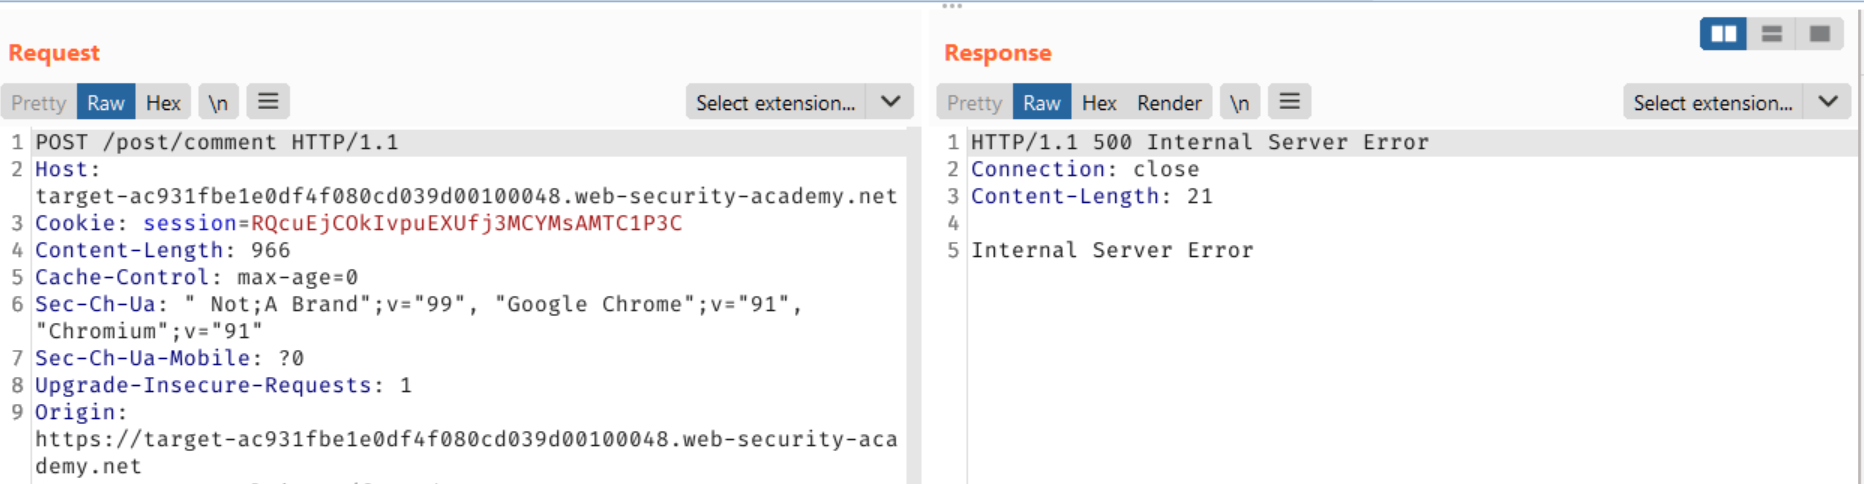 Request
Pretty Raw Hex \n Select extension...
1 POST /post/comment HTTP/1.1
2 Host:
target-ac931fbe1e0df4f080cd039d00100048.web-security-academy.net
3 Cookie: session=RQcuEjCOkIvpuEXUfj3MCYMsAMTC1P3C
4 Content-Length: 966
5 Cache-Control: max-age=0
6 Sec-Ch-Ua: " Not;A Brand";v="99", "Google Chrome";v="91",
"Chromium";v="91"
7 Sec-Ch-Ua-Mobile: ?0
8 Upgrade-Insecure-Requests: 1
9 Origin:
https://target-ac931fbe1e0df4f080cd039d00100048.web-security-aca
demy.net
Response
Pretty Raw Hex Render \n Select extension...
1 HTTP/1.1 500 Internal Server Error
2 Connection: close
3 Content-Length: 21
4
5 Internal Server Error